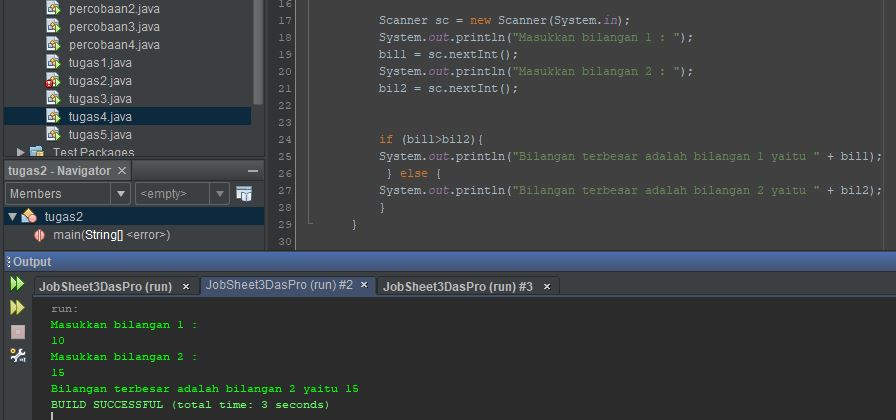 percobaan2.java
percobaan3.java
percobaan4.java
tugas1.java
tugas2.java
tugas3.java
tugas4.java
tugas5.java
Test Packages
tugas2 - Navigator ×
Members
<empty>
tugas2
main(String[] <error>)
16
17 Scanner sc = new Scanner(System.in);
18 System.out.println("Masukkan bilangan 1 : ");
19 bil1 = sc.nextInt();
20 System.out.println("Masukkan bilangan 2 : ");
21 bil2 = sc.nextInt();
22
23
24 if (bil1>bil2){
25 System.out.println("Bilangan terbesar adalah bilangan 1 yaitu " + bil1);
26 } else {
27 System.out.println("Bilangan terbesar adalah bilangan 2 yaitu " + bil2);
28 }
29 }
30
Output
JobSheet3DasPro (run) × JobSheet3DasPro (run) #2 × JobSheet3DasPro (run) #3 ×
run:
Masukkan bilangan 1 :
10
Masukkan bilangan 2 :
15
Bilangan terbesar adalah bilangan 2 yaitu 15
BUILD SUCCESSFUL (total time: 3 seconds)